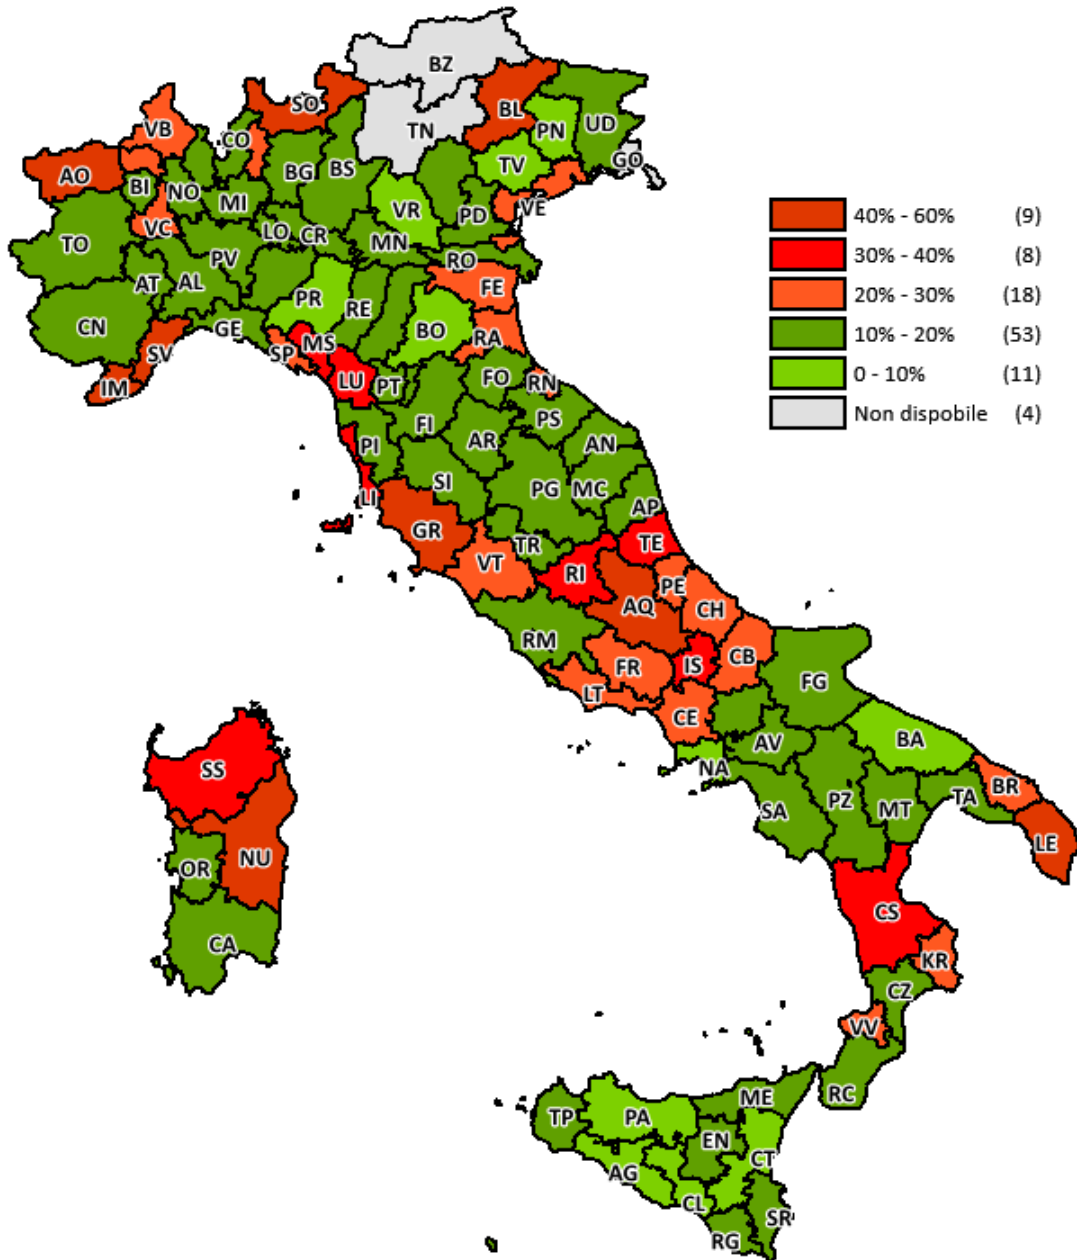 BZ
SO
BL
VB
CO
TN
PN
UD
GO
AO
BI
NO
BG
BS
TV
MI
VR
VE
PD
VC
TO
LO
CR
MN
PV
RO
AT
AL
FE
PR
RE
CN
GE
BO
RA
SV
SP
MS
IM
LU
PT
FO
RN
PS
FI
AR
AN
PI
SI
PG
MC
LI
AP
GR
TR
TE
VT
RI
PE
AQ
CH
RM
CB
FR
IS
FG
LT
CE
AV
BA
NA
SS
PZ
MT
TA
BR
SA
LE
NU
OR
CS
CA
KR
CZ
VV
RC
ME
TP
PA
EN
CT
AG
CL
SR
RG
40% - 60% (9)
30% - 40% (8)
20% - 30% (18)
10% - 20% (53)
0 - 10% (11)
Non dispobile (4)